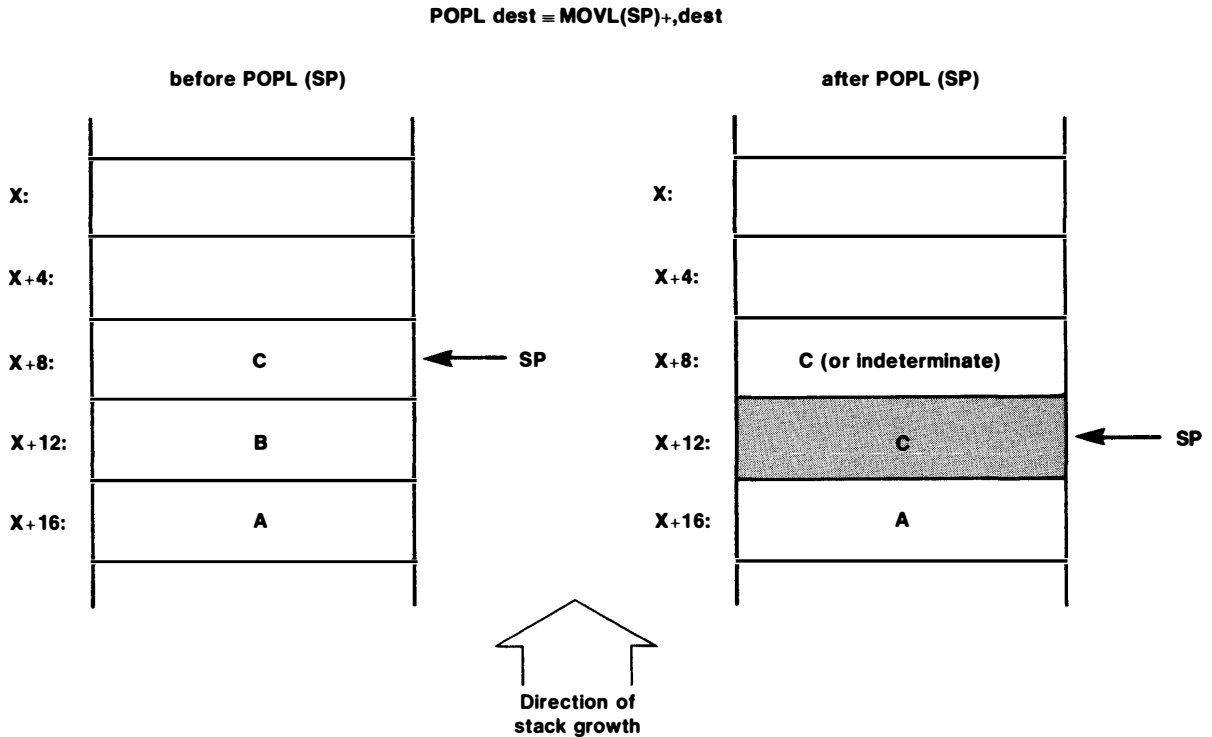 POPL dest ≡ MOVL(SP)+,dest
before POPL (SP)
X:
X+4:
X+8: C SP
X+12: B
X+16: A
after POPL (SP)
X:
X+4:
X+8: C (or indeterminate)
X+12: C SP
X+16: A
Direction of
stack growth